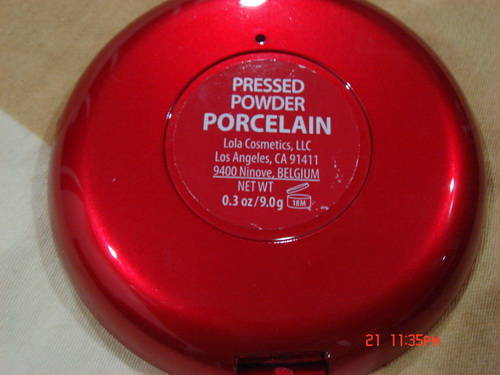 PRESSED
POWDER
PORCELAIN
Lola Cosmetics, LLC
Los Angeles, CA 91411
9400 Ninove, BELGIUM
NET WT
0.3 oz/9.0g
18M
21 11:35PM